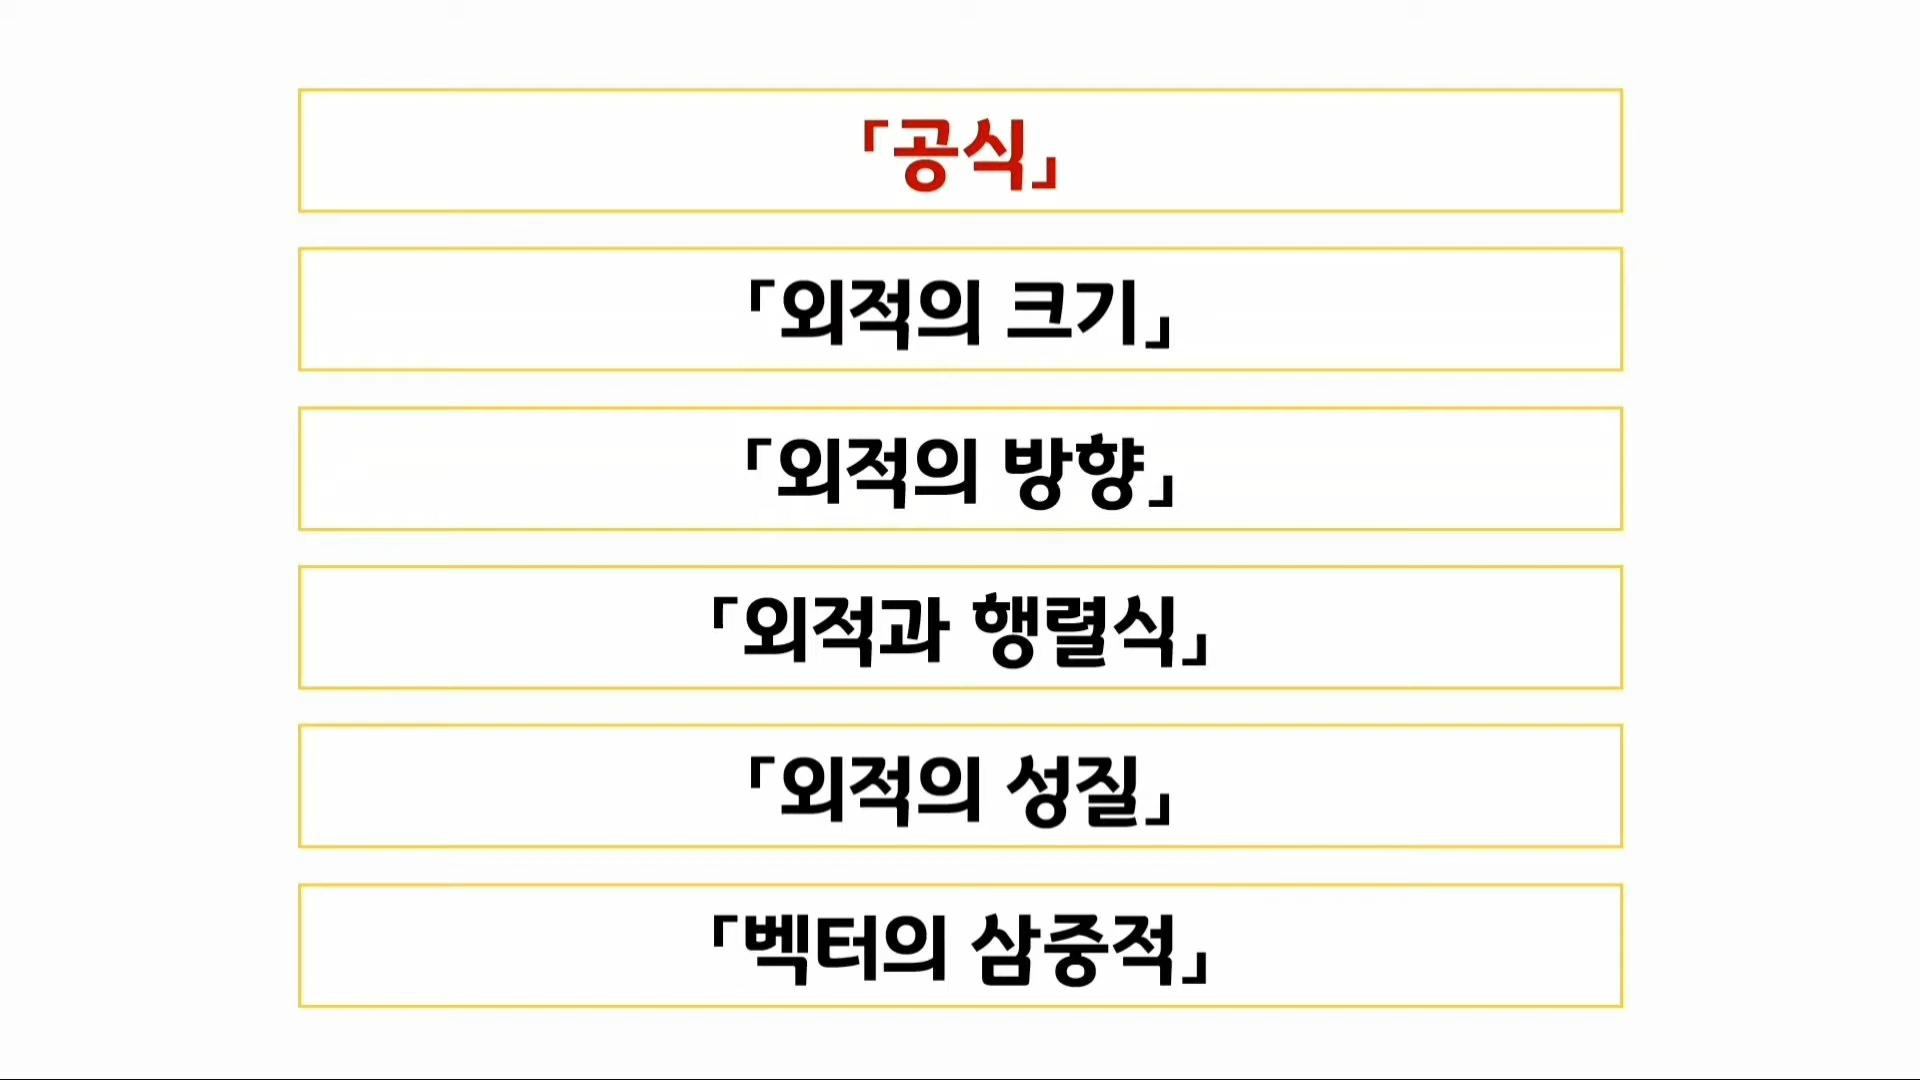 「공식」
「외적의 크기」
「외적의 방향」
「외적과 행렬식」
「외적의 성질」
「벡터의 삼중적」